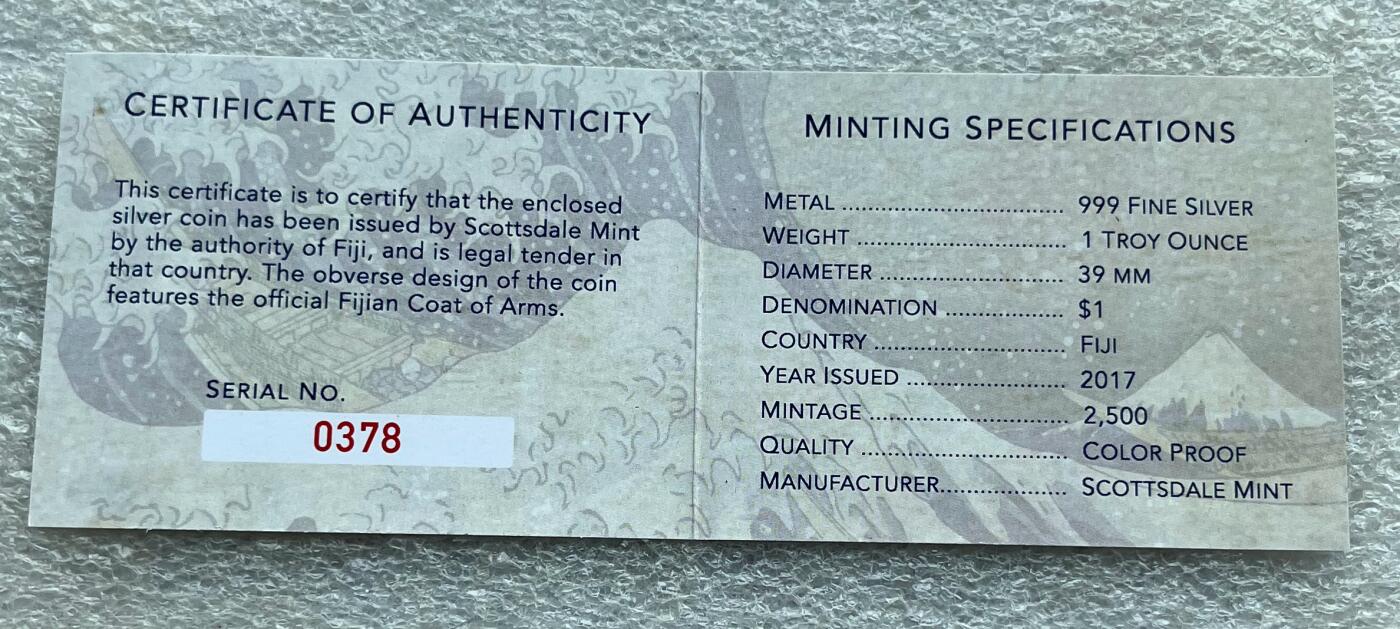 CERTIFICATE OF AUTHENTICITY
This certificate is to certify that the enclosed
silver coin has been issued by Scottsdale Mint
by the authority of Fiji, and is legal tender in
that country. The obverse design of the coin
features the official Fijian Coat of Arms.
SERIAL NO.
0378
MINTING SPECIFICATIONS
METAL ................................ 999 FINE SILVER
WEIGHT .............................. 1 TROY OUNCE
DIAMETER ........................... 39 MM
DENOMINATION ................. $1
COUNTRY ............................ FIJI
YEAR ISSUED ....................... 2017
MINTAGE ............................. 2,500
QUALITY .............................. COLOR PROOF
MANUFACTURER.................. SCOTTSDALE MINT